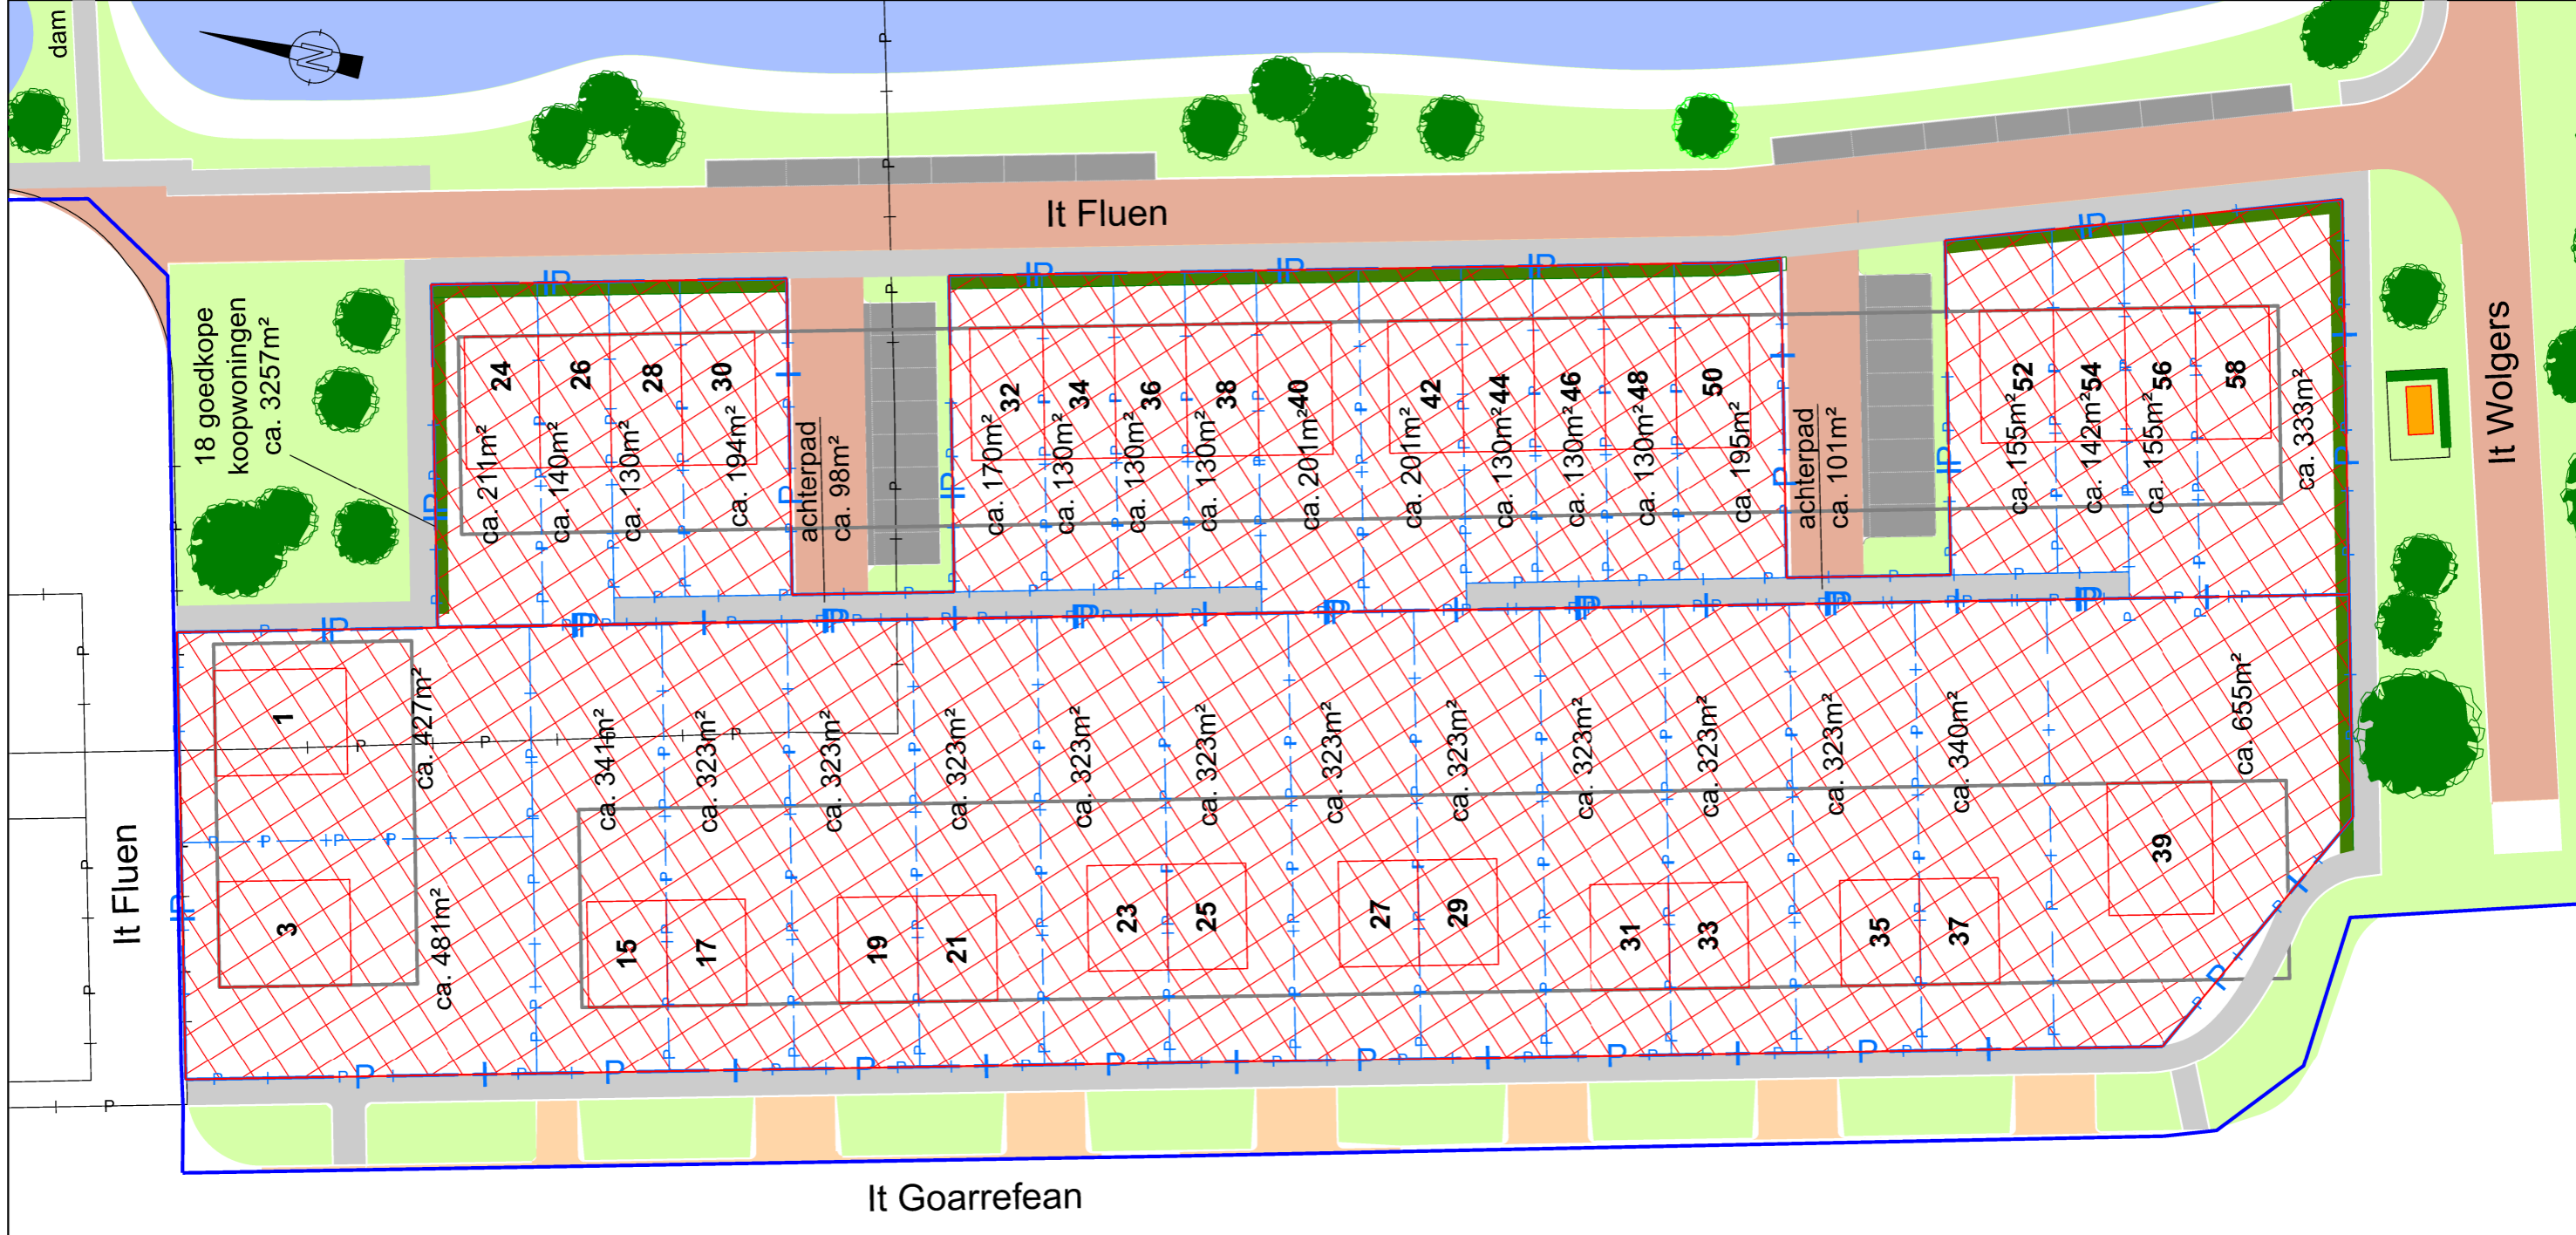 dam
N
It Fluen
It Wolgers
18 goedkope
koopwoningen
ca. 3257m²
24
26
28
30
ca. 211m²
ca. 140m²
ca. 130m²
ca. 194m²
achterpad
ca. 98m²
32
34
36
38
40
ca. 170m²
ca. 130m²
ca. 130m²
ca. 130m²
ca. 201m²
42
44
46
48
50
ca. 201m²
ca. 130m²
ca. 130m²
ca. 130m²
ca. 195m²
achterpad
ca. 101m²
52
54
56
58
ca. 155m²
ca. 142m²
ca. 155m²
ca. 333m²
It Fluen
1
ca. 427m²
3
ca. 481m²
ca. 341m²
ca. 323m²
ca. 323m²
ca. 323m²
ca. 323m²
ca. 323m²
ca. 323m²
ca. 323m²
ca. 323m²
ca. 323m²
ca. 323m²
ca. 340m²
ca. 655m²
15
17
19
21
23
25
27
29
31
33
35
37
39
It Goarrefean